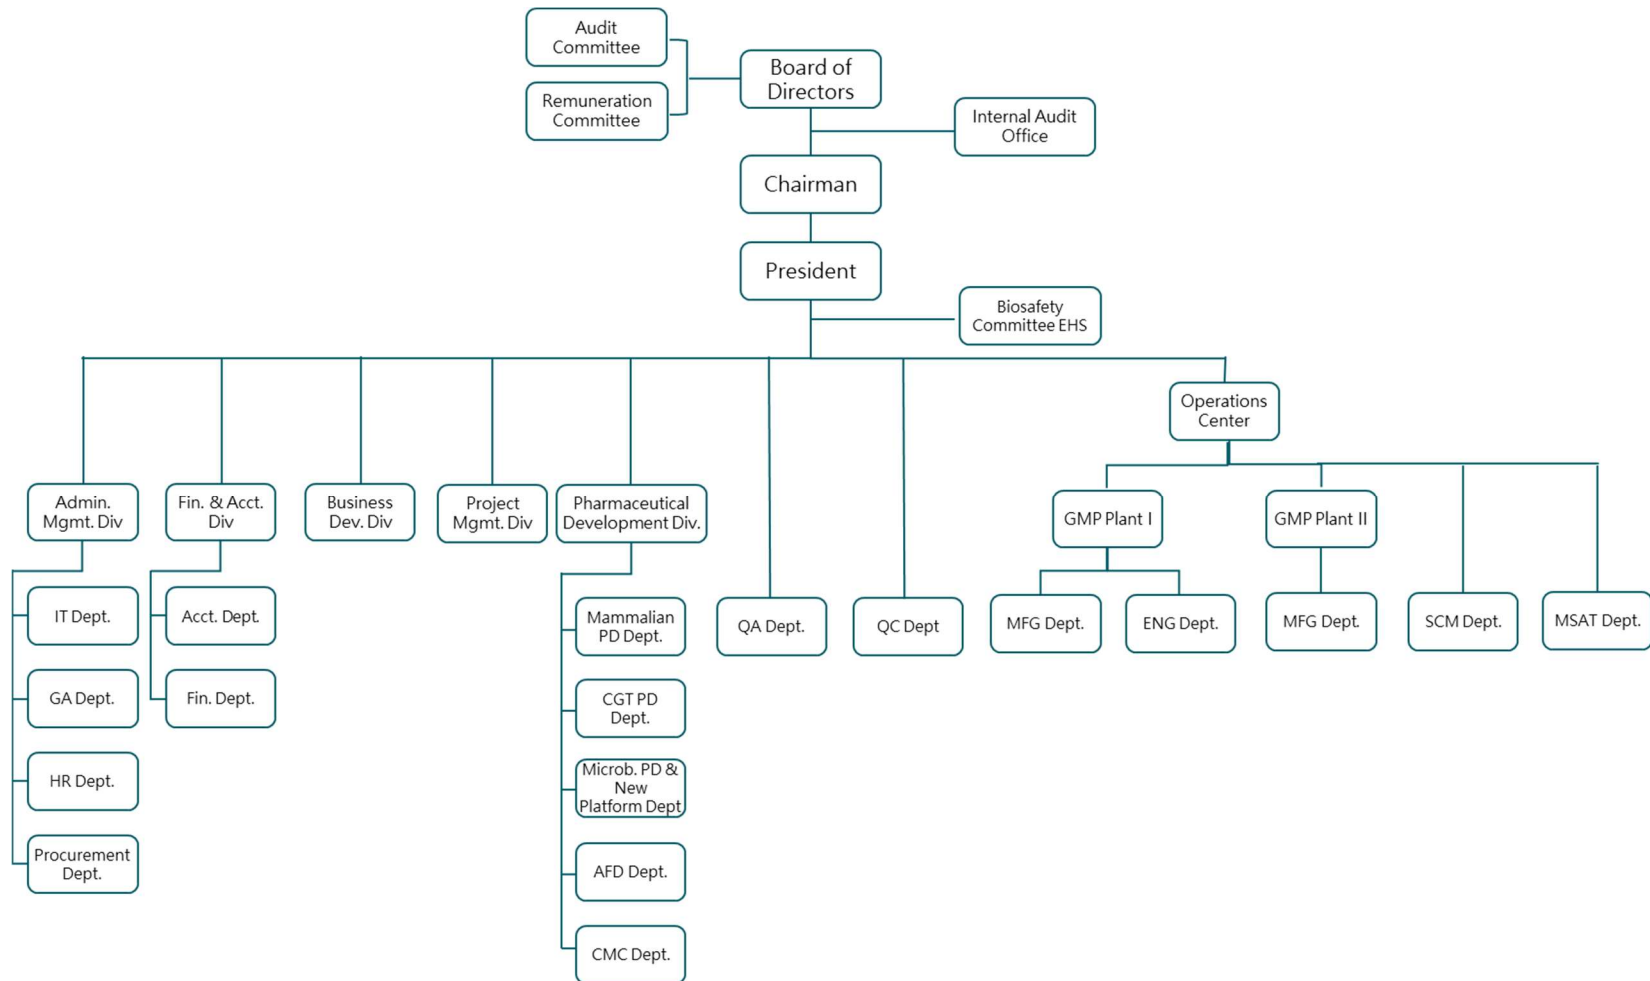 Audit
Committee
Board of
Directors
Remuneration
Committee
Internal Audit
Office
Chairman
President
Biosafety
Committee EHS
Operations
Center
Admin.
Mgmt. Div
Fin. & Acct.
Div
Business
Dev. Div
Project
Mgmt. Div
Pharmaceutical
Development Div.
GMP Plant I
GMP Plant II
IT Dept.
Acct. Dept.
Mammalian
PD Dept.
QA Dept.
QC Dept
MFG Dept.
ENG Dept.
MFG Dept.
SCM Dept.
MSAT Dept.
GA Dept.
Fin. Dept.
CGT PD
Dept.
HR Dept.
Microb. PD &
New
Platform Dept
Procurement
Dept.
AFD Dept.
CMC Dept.